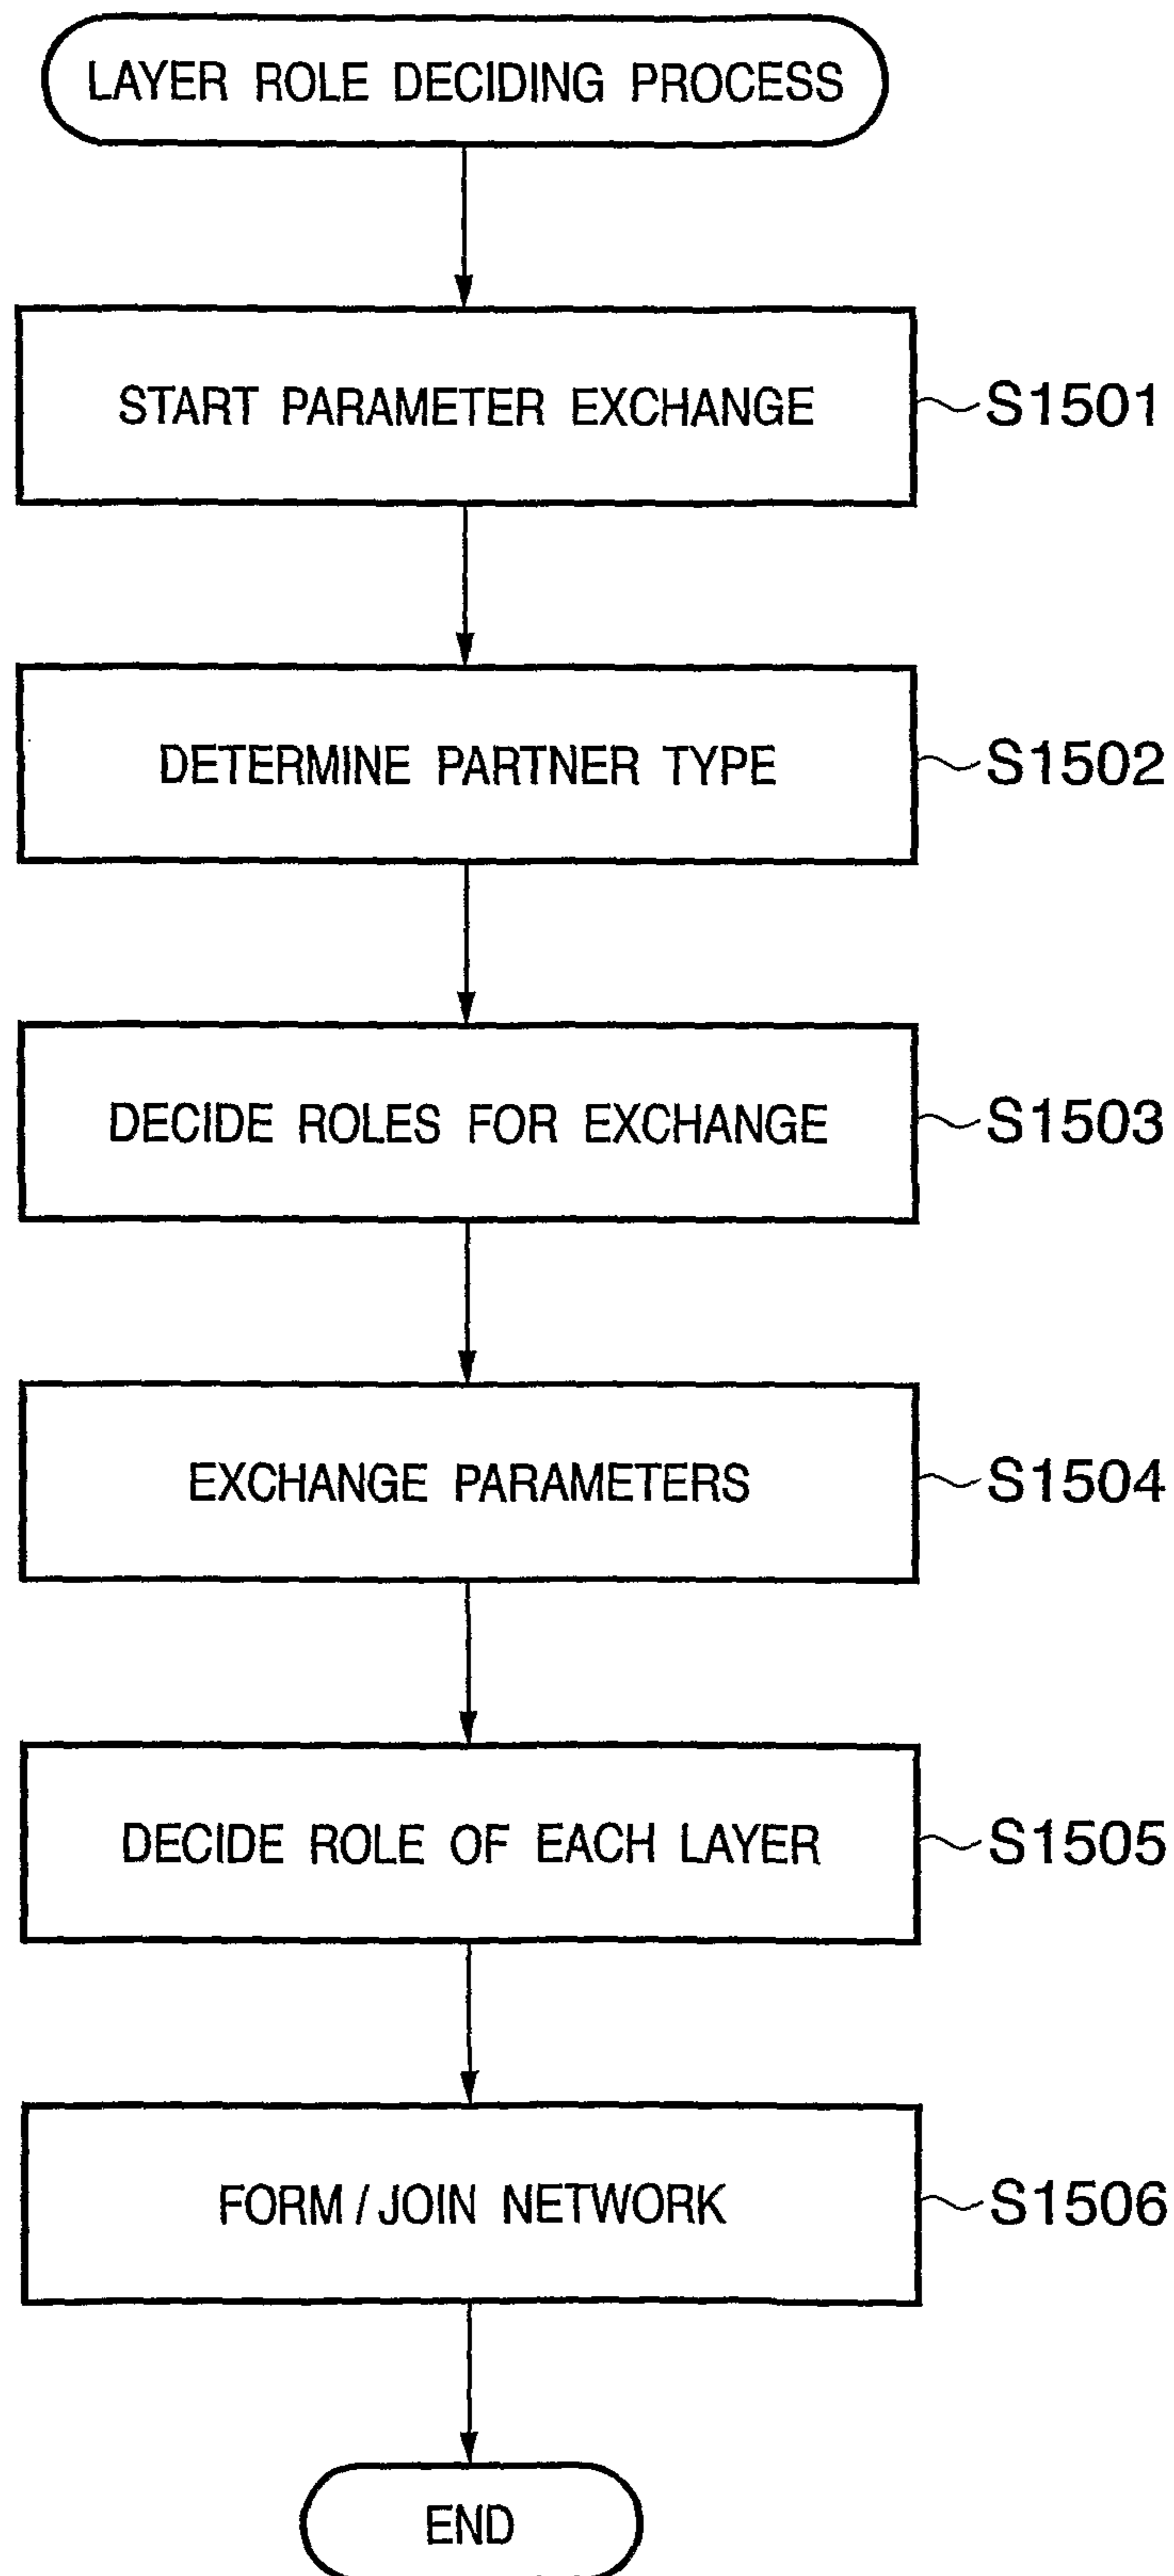 LAYER ROLE DECIDING PROCESS
START PARAMETER EXCHANGE
S1501
DETERMINE PARTNER TYPE
S1502
DECIDE ROLES FOR EXCHANGE
S1503
EXCHANGE PARAMETERS
S1504
DECIDE ROLE OF EACH LAYER
S1505
FORM / JOIN NETWORK
S1506
END